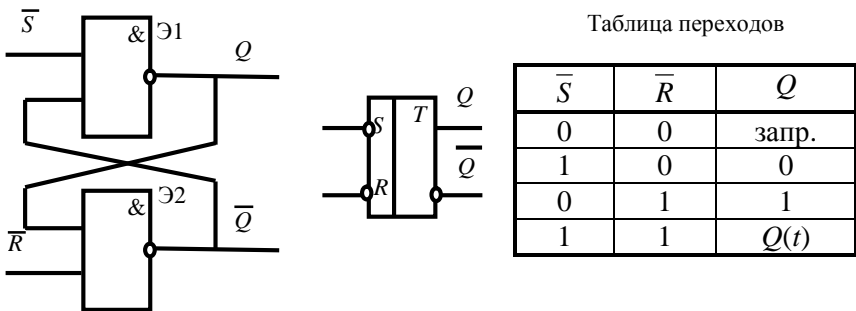 S̅
& Э1
Q
Э2
&
R̅
Q̅
S T Q
R Q̅
Таблица переходов
S̅ R̅ Q
0 0 запр.
1 0 0
0 1 1
1 1 Q(t)